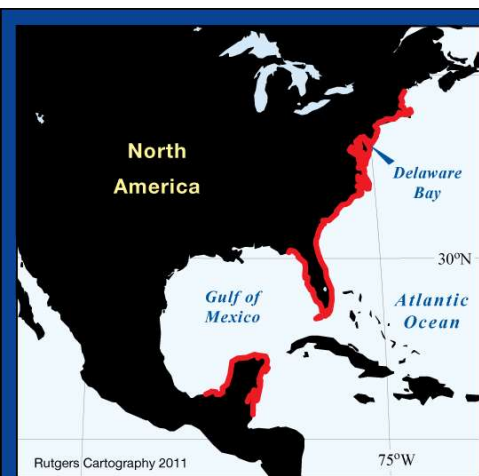 North
America
Delaware
Bay
30°N
Gulf of
Mexico
Atlantic
Ocean
Rutgers Cartography 2011
75°W